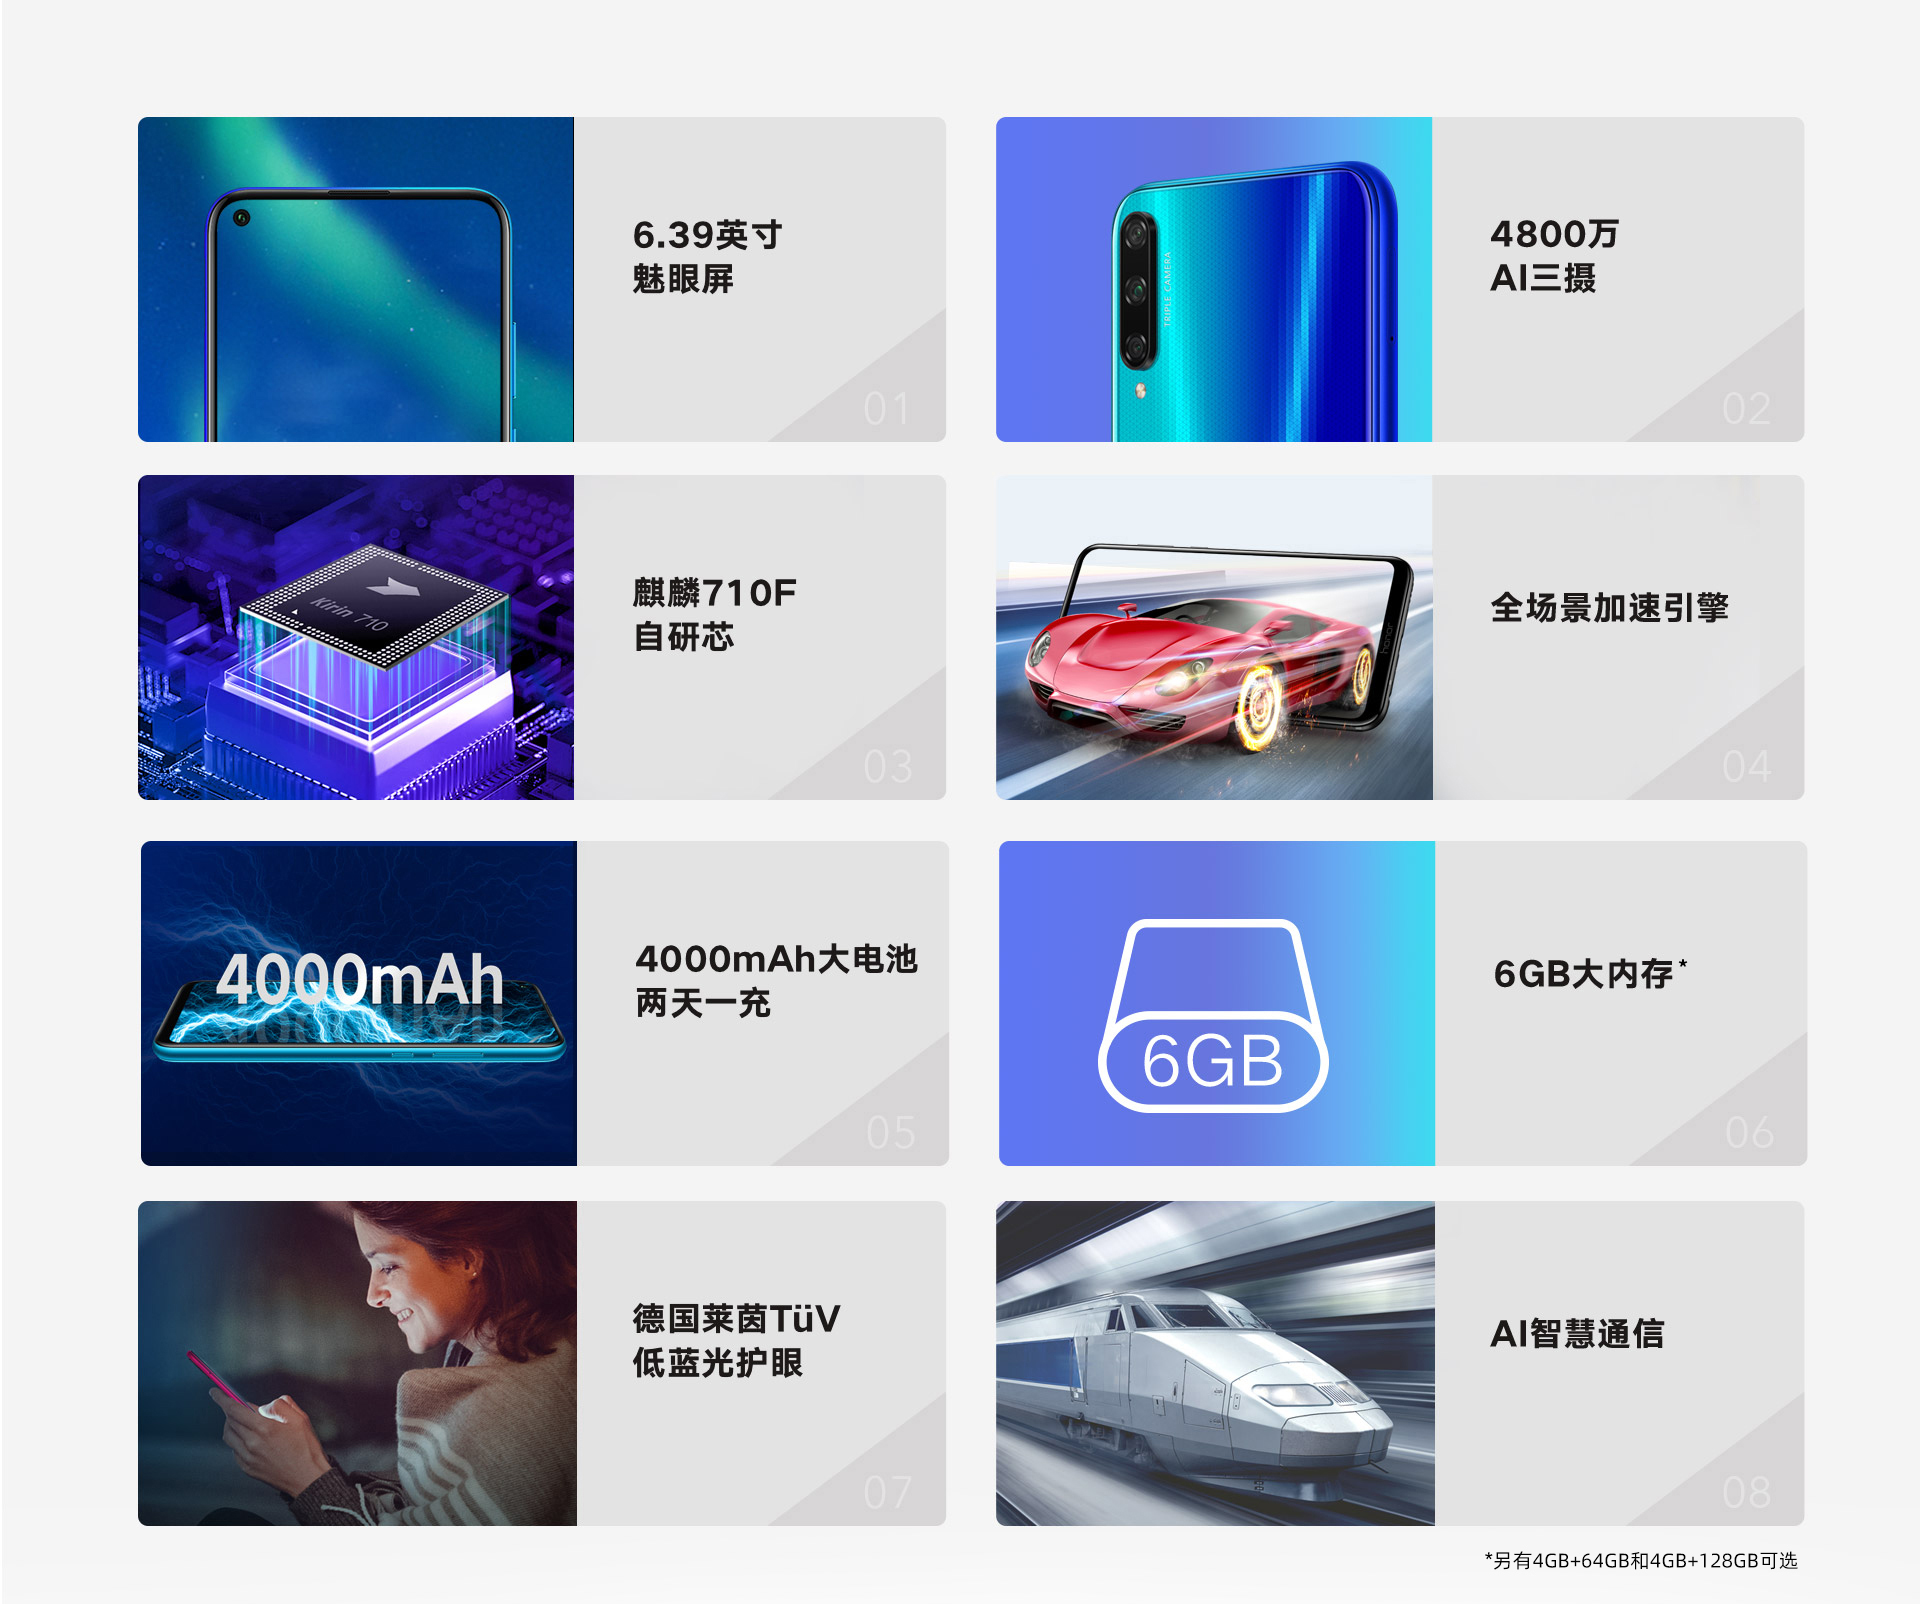 6.39英寸
魅眼屏
01
TRIPLE CAMERA
4800万
AI三摄
02
Kirin 710
麒麟710F
自研芯
03
honor
全场景加速引擎
04
4000mAh
4000mAh大电池
两天一充
05
6GB
6GB大内存*
06
德国莱茵TüV
低蓝光护眼
07
AI智慧通信
08
*另有4GB+64GB和4GB+128GB可选